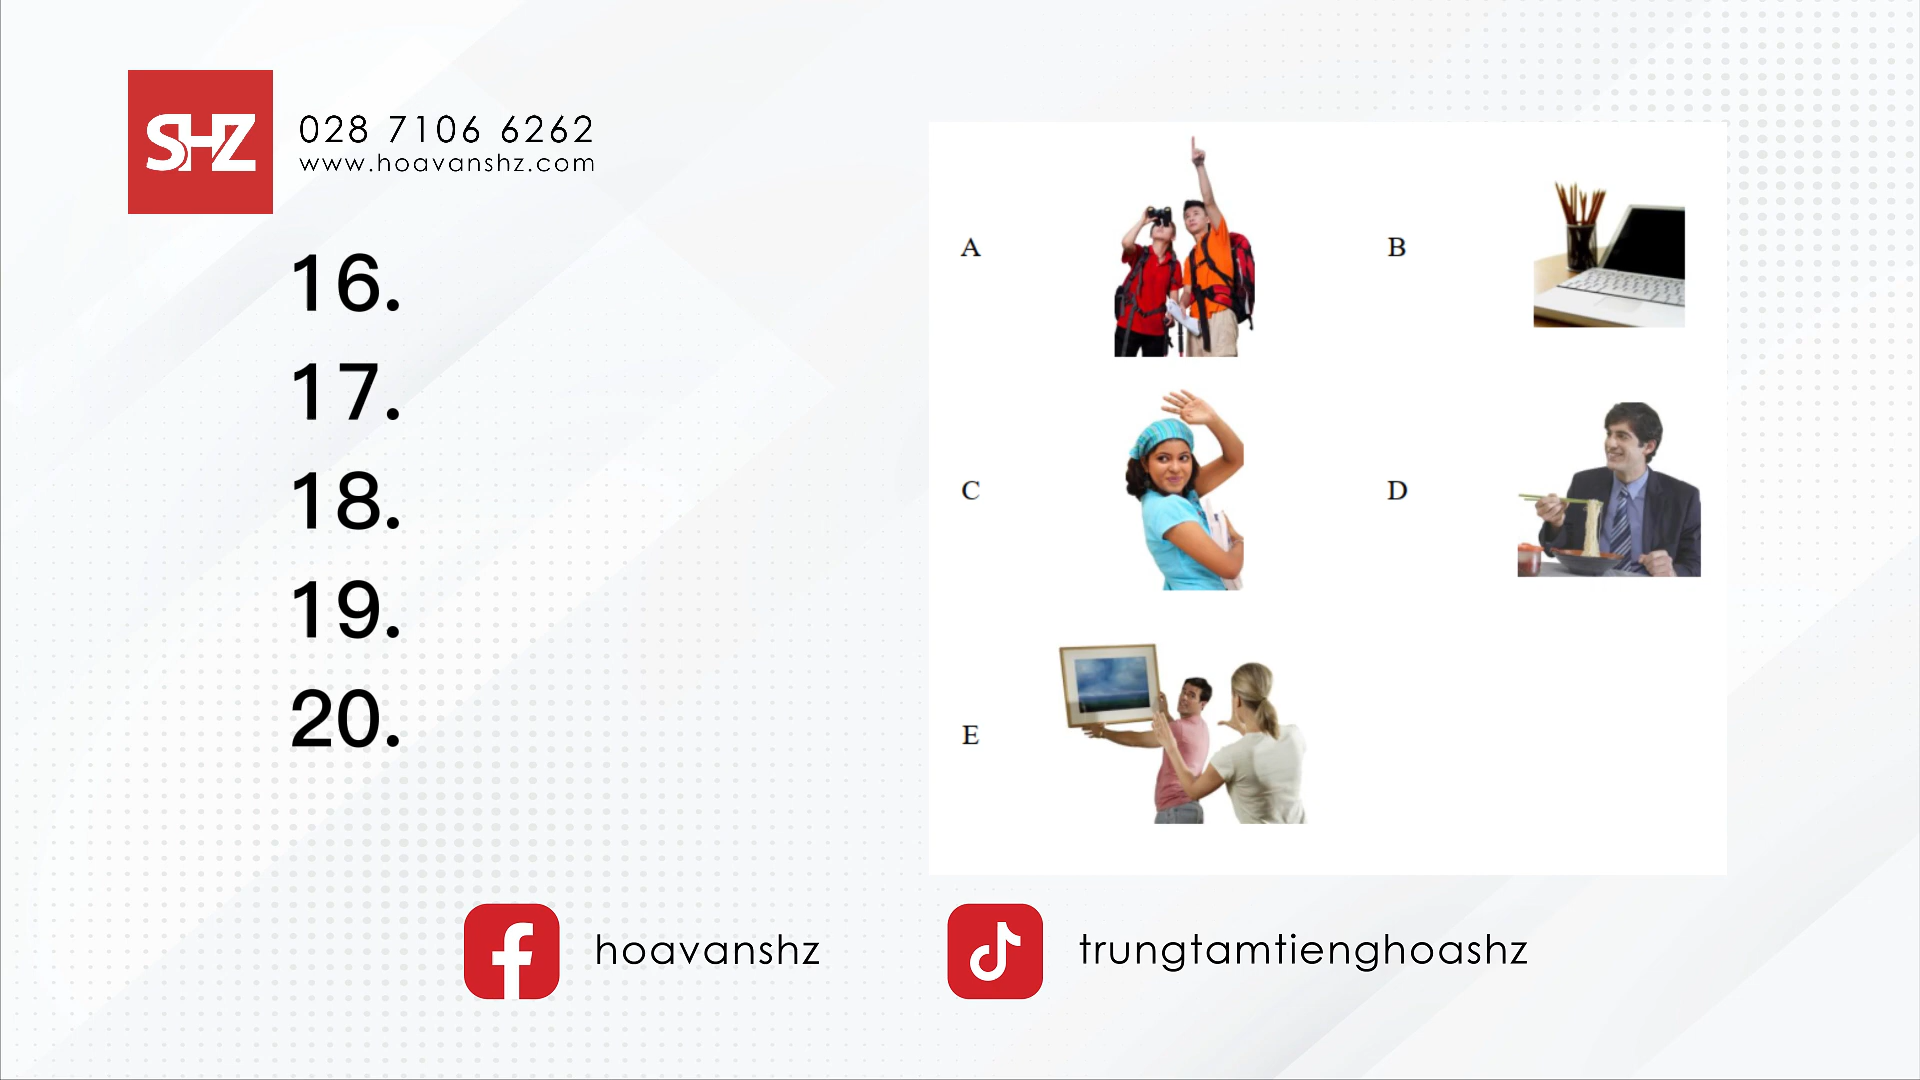 SHZ
028 7106 6262
www.hoavanshz.com
16.
17.
18.
19.
20.
A
B
C
D
E
hoavanshz
trungtamtienghoashz